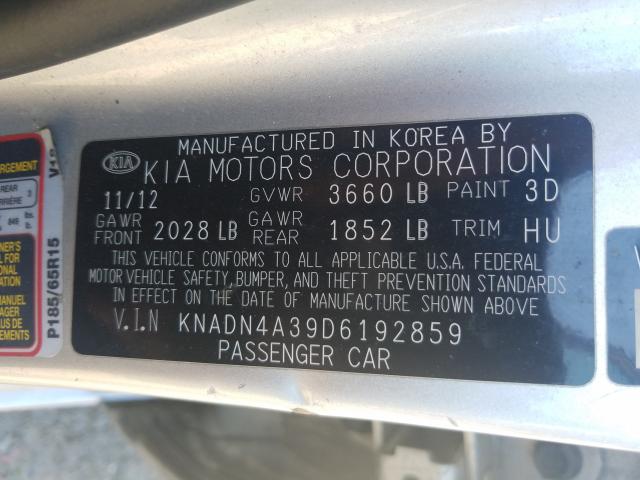 MANUFACTURED IN KOREA BY
KIA KIA MOTORS CORPORATION
11/12 GVWR 3660 LB PAINT 3D
GAWR FRONT 2028 LB GAWR REAR 1852 LB TRIM HU
THIS VEHICLE CONFORMS TO ALL APPLICABLE U.S.A. FEDERAL
MOTOR VEHICLE SAFETY, BUMPER, AND THEFT PREVENTION STANDARDS
IN EFFECT ON THE DATE OF MANUFACTURE SHOWN ABOVE
V.I.N KNADN4A39D6192859
PASSENGER CAR
REAR
3
P185/65R15
MANUEL